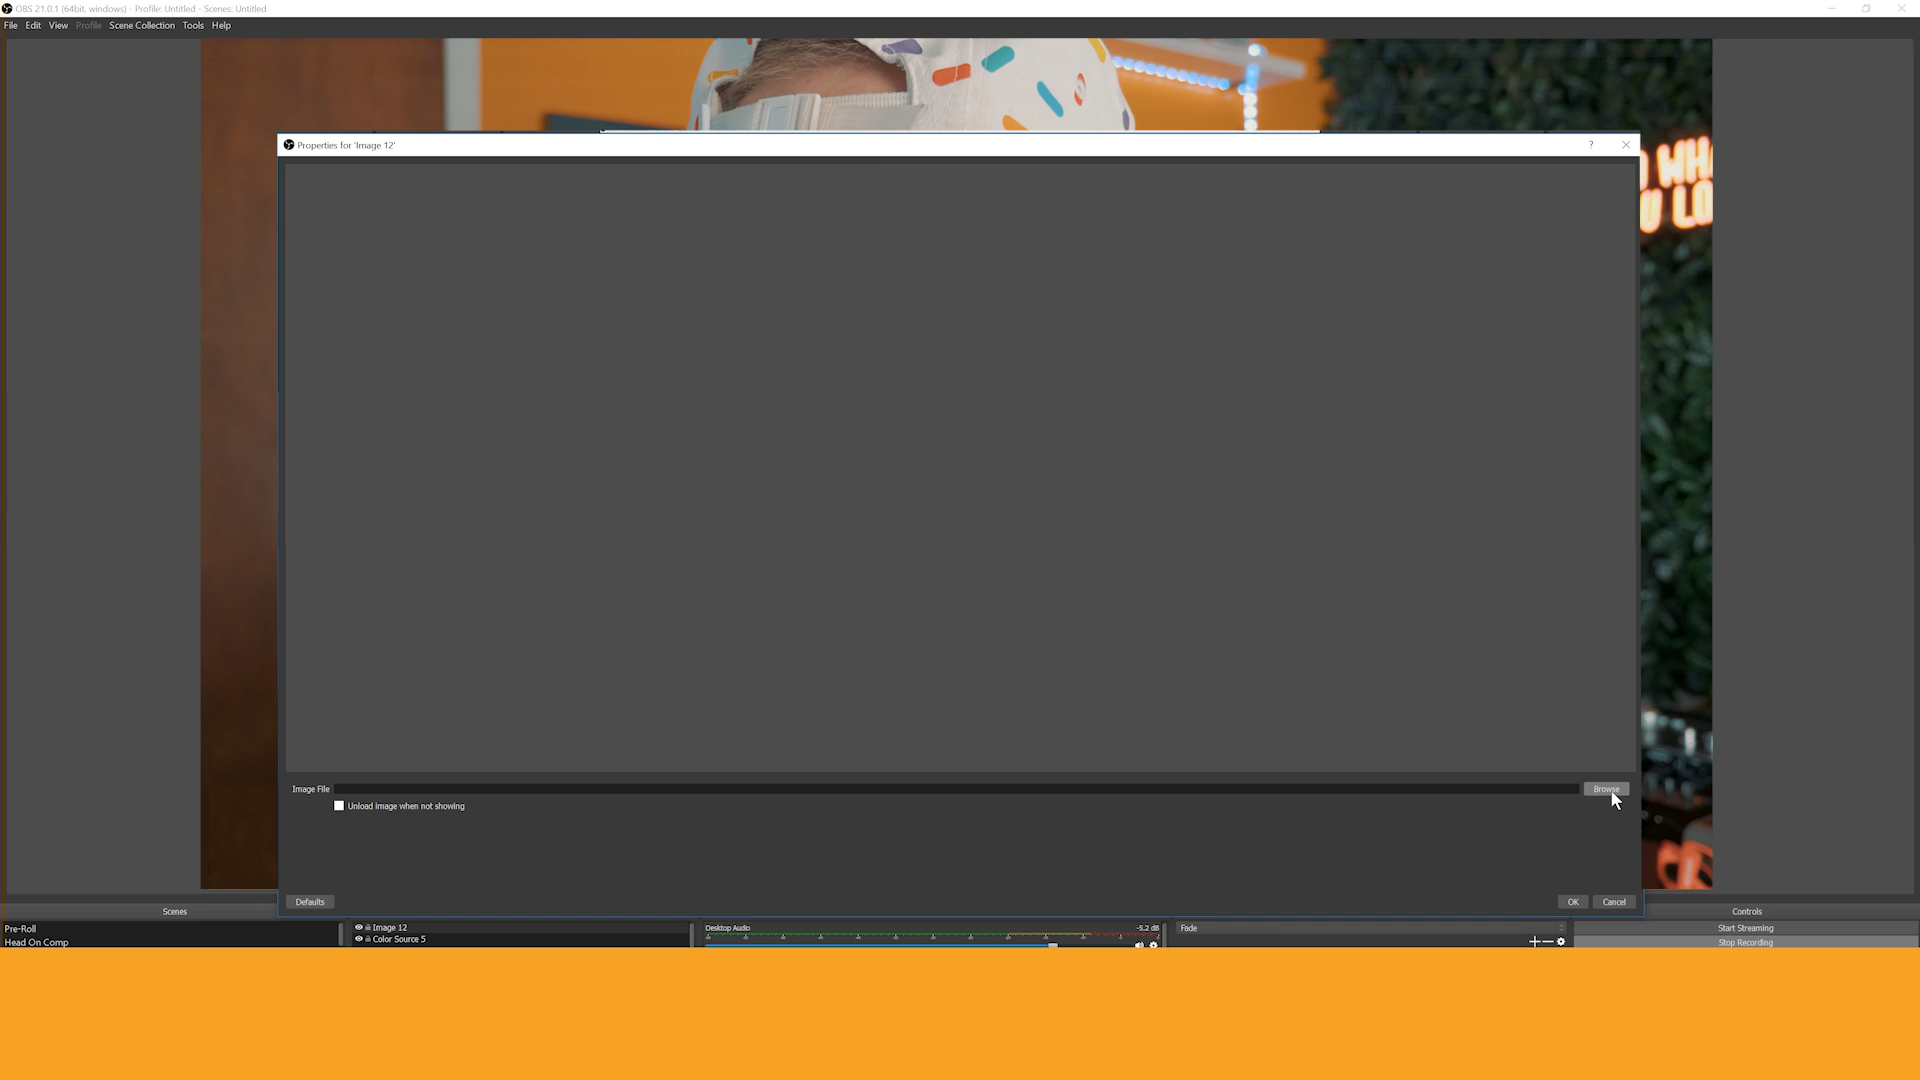 OBS 21.0.1 (64bit, windows) - Profile: Untitled - Scenes: Untitled
File Edit View Profile Scene Collection Tools Help
Properties for 'Image 12'
?
WH
U LO
Image File
Browse
Unload image when not showing
Defaults
OK Cancel
Scenes
Controls
Pre-Roll
Head On Comp
Image 12
Color Source 5
Desktop Audio
-5.2 dB
Fade
Start Streaming
Stop Recording